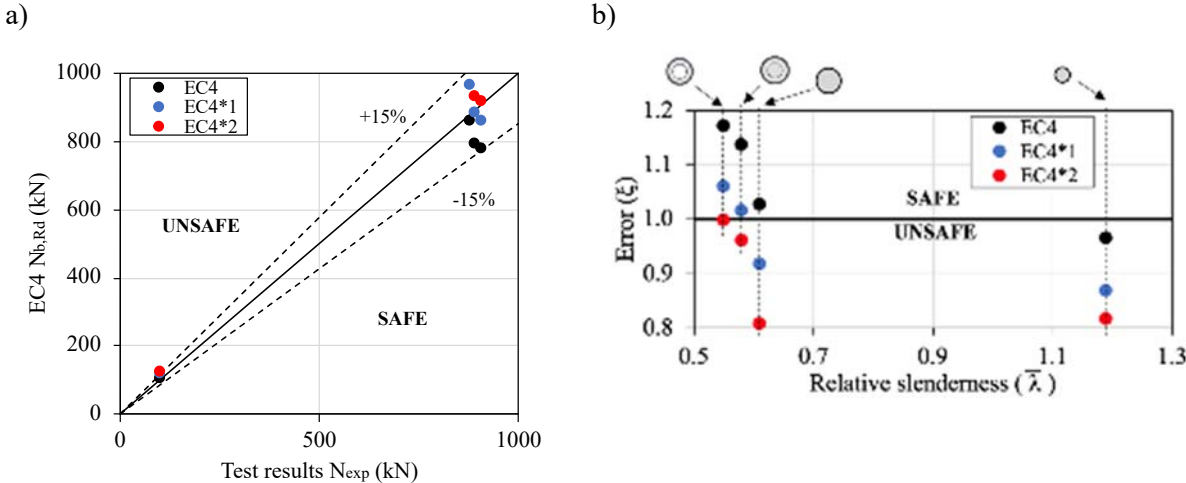 a)
1000
800
600
400
200
0
0
500
1000
EC4
EC4*1
EC4*2
+15%
-15%
UNSAFE
SAFE
EC4 Nb,Rd (kN)
Test results Nexp (kN)
b)
1.2
1.1
1.0
0.9
0.8
0.5
0.7
0.9
1.1
1.3
EC4
EC4*1
EC4*2
SAFE
UNSAFE
Error (ξ)
Relative slenderness (λ̅)